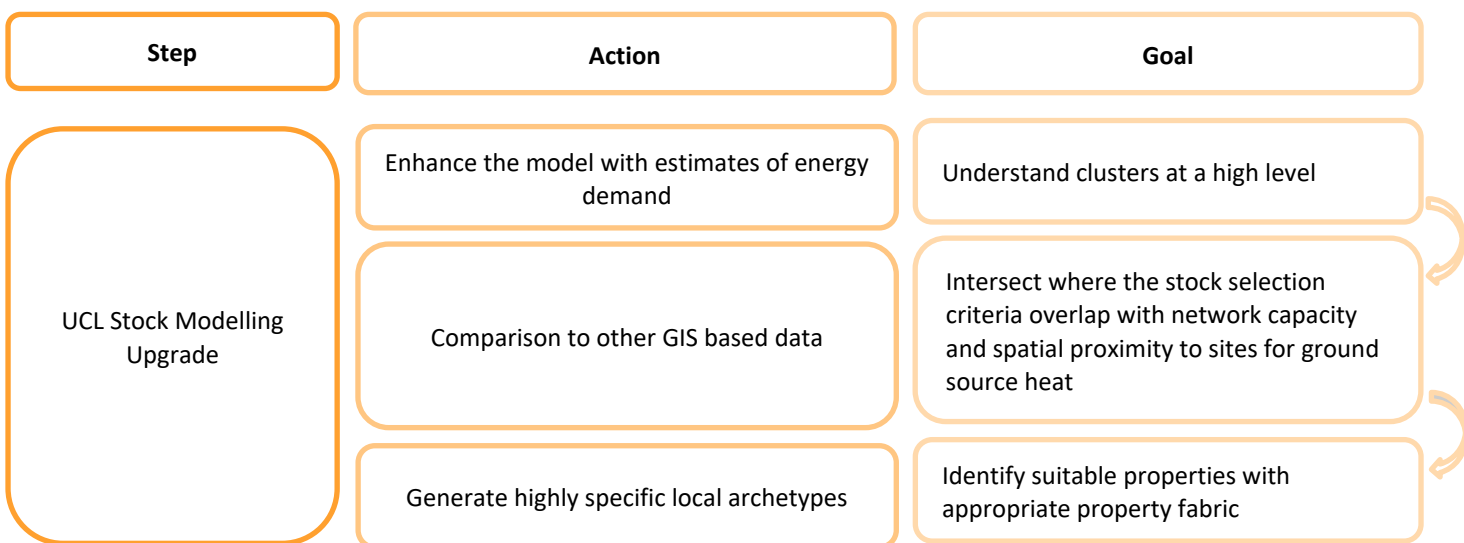 Step
Action
Goal
UCL Stock Modelling
Upgrade
Enhance the model with estimates of energy
demand
Understand clusters at a high level
Comparison to other GIS based data
Intersect where the stock selection
criteria overlap with network capacity
and spatial proximity to sites for ground
source heat
Generate highly specific local archetypes
Identify suitable properties with
appropriate property fabric